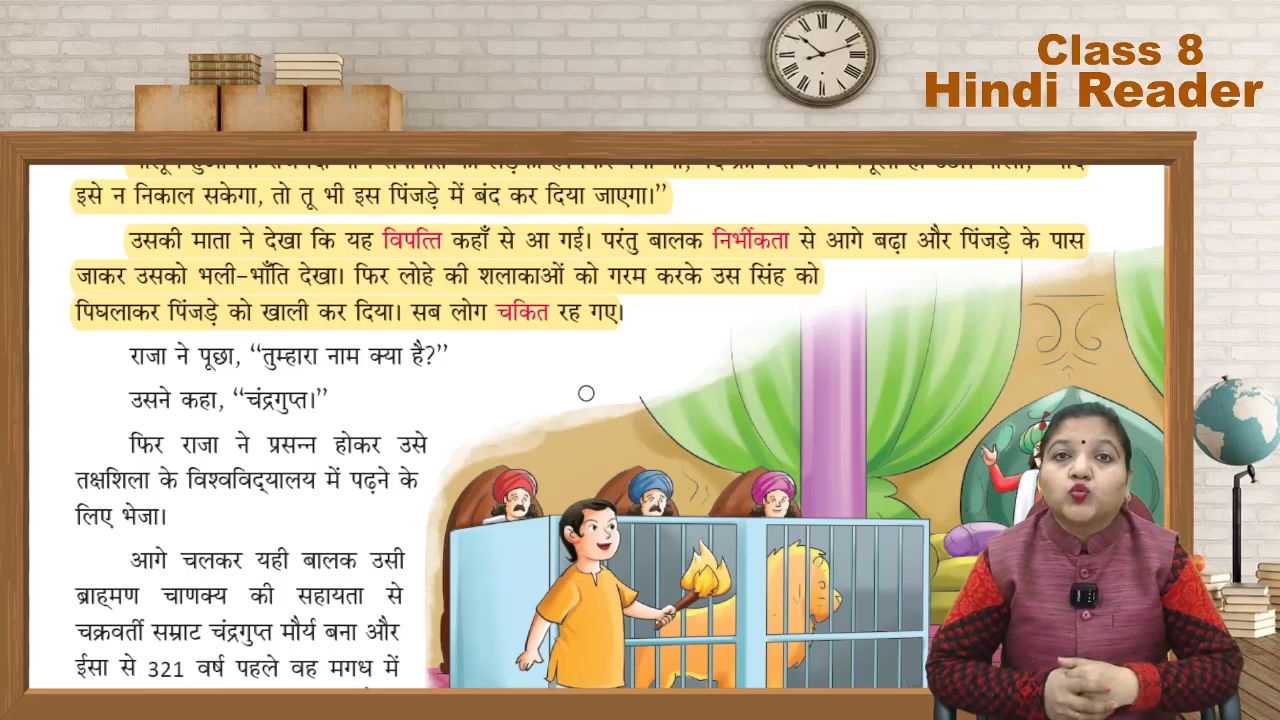 Class 8
Hindi Reader
इसे न निकाल सकेगा, तो तू भी इस पिंजड़े में बंद कर दिया जाएगा।”
उसकी माता ने देखा कि यह विपत्ति कहाँ से आ गई। परंतु बालक निर्भीकता से आगे बढ़ा और पिंजड़े के पास
जाकर उसको भली-भाँति देखा। फिर लोहे की शलाकाओं को गरम करके उस सिंह को
पिघलाकर पिंजड़े को खाली कर दिया। सब लोग चकित रह गए।
राजा ने पूछा, “तुम्हारा नाम क्या है?”
उसने कहा, “चंद्रगुप्त।”
फिर राजा ने प्रसन्न होकर उसे
तक्षशिला के विश्वविद्यालय में पढ़ने के
लिए भेजा।
आगे चलकर यही बालक उसी
ब्राह्मण चाणक्य की सहायता से
चक्रवर्ती सम्राट चंद्रगुप्त मौर्य बना और
ईसा से 321 वर्ष पहले वह मगध में